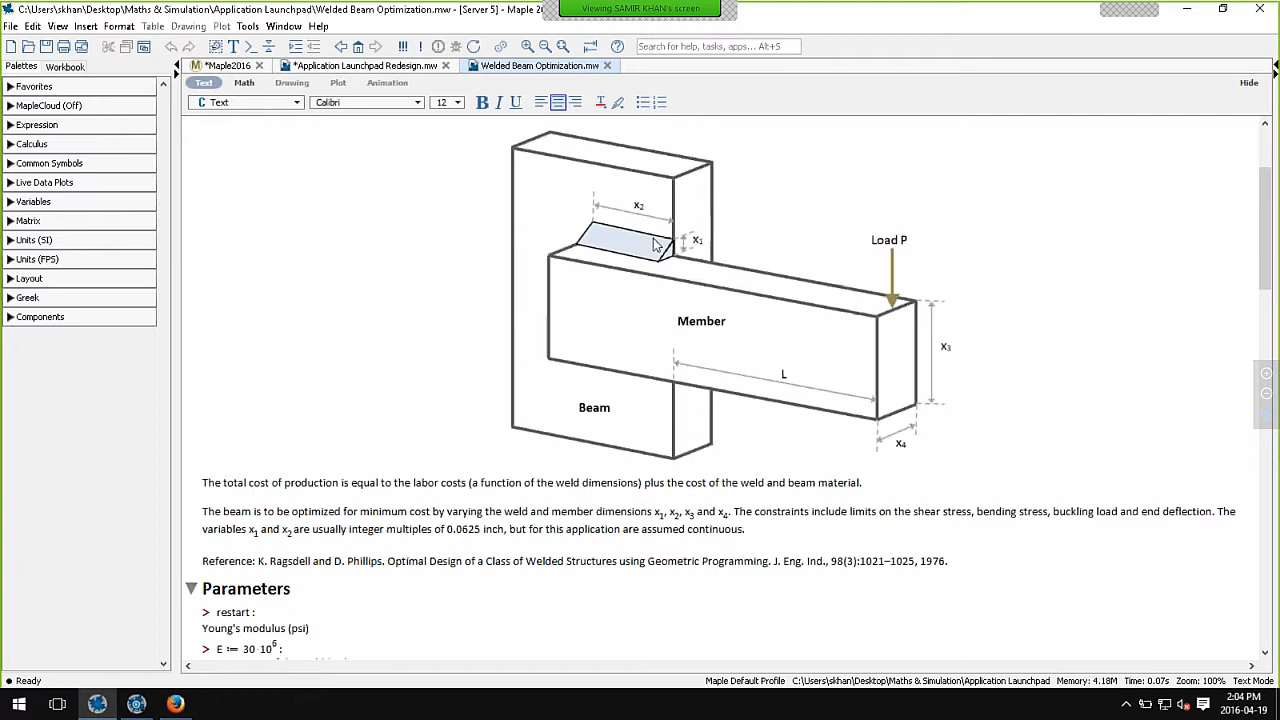 C:\Users\skhan\Desktop\Maths & Simulation\Application Launchpad\Welded Beam Optimization.mw - [Server 5] - Maple 2
Viewing SAMIR KHAN's screen
File Edit View Insert Format Table Drawing Plot Tools Window Help
Search for help, tasks, apps... Alt+S
Palettes Workbook
*Maple2016 *Application Launchpad Redesign.mw Welded Beam Optimization.mw
Text Math Drawing Plot Animation Hide
C Text Calibri 12 B I U
Favorites
MapleCloud (Off)
Expression
Calculus
Common Symbols
Live Data Plots
Variables
Matrix
Units (SI)
Units (FPS)
Layout
Greek
Components
x2
x1
Load P
Member
x3
L
Beam
x4
The total cost of production is equal to the labor costs (a function of the weld dimensions) plus the cost of the weld and beam material.
The beam is to be optimized for minimum cost by varying the weld and member dimensions x1, x2, x3 and x4. The constraints include limits on the shear stress, bending stress, buckling load and end deflection. The
variables x1 and x2 are usually integer multiples of 0.0625 inch, but for this application are assumed continuous.
Reference: K. Ragsdell and D. Phillips. Optimal Design of a Class of Welded Structures using Geometric Programming. J. Eng. Ind., 98(3):1021–1025, 1976.
Parameters
> restart :
Young's modulus (psi)
> E := 30·10^6 :
Ready
Maple Default Profile C:\Users\skhan\Desktop\Maths & Simulation\Application Launchpad Memory: 4.18M Time: 0.07s Zoom: 100% Text Mode
2:04 PM
2016-04-19